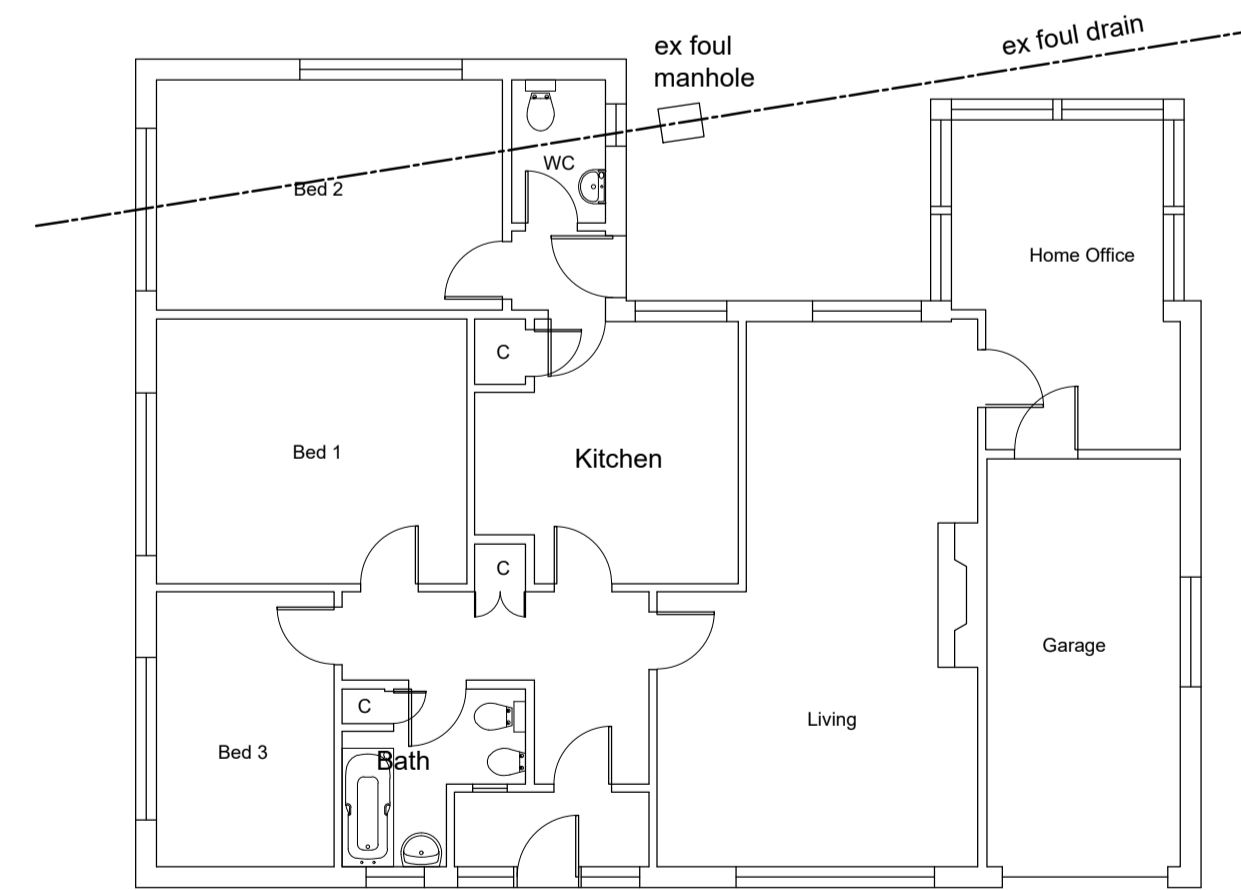 ex foul drain
ex foul
manhole
WC
Bed 2
Home Office
C
Bed 1
Kitchen
C
Garage
C
Living
Bed 3
Bath